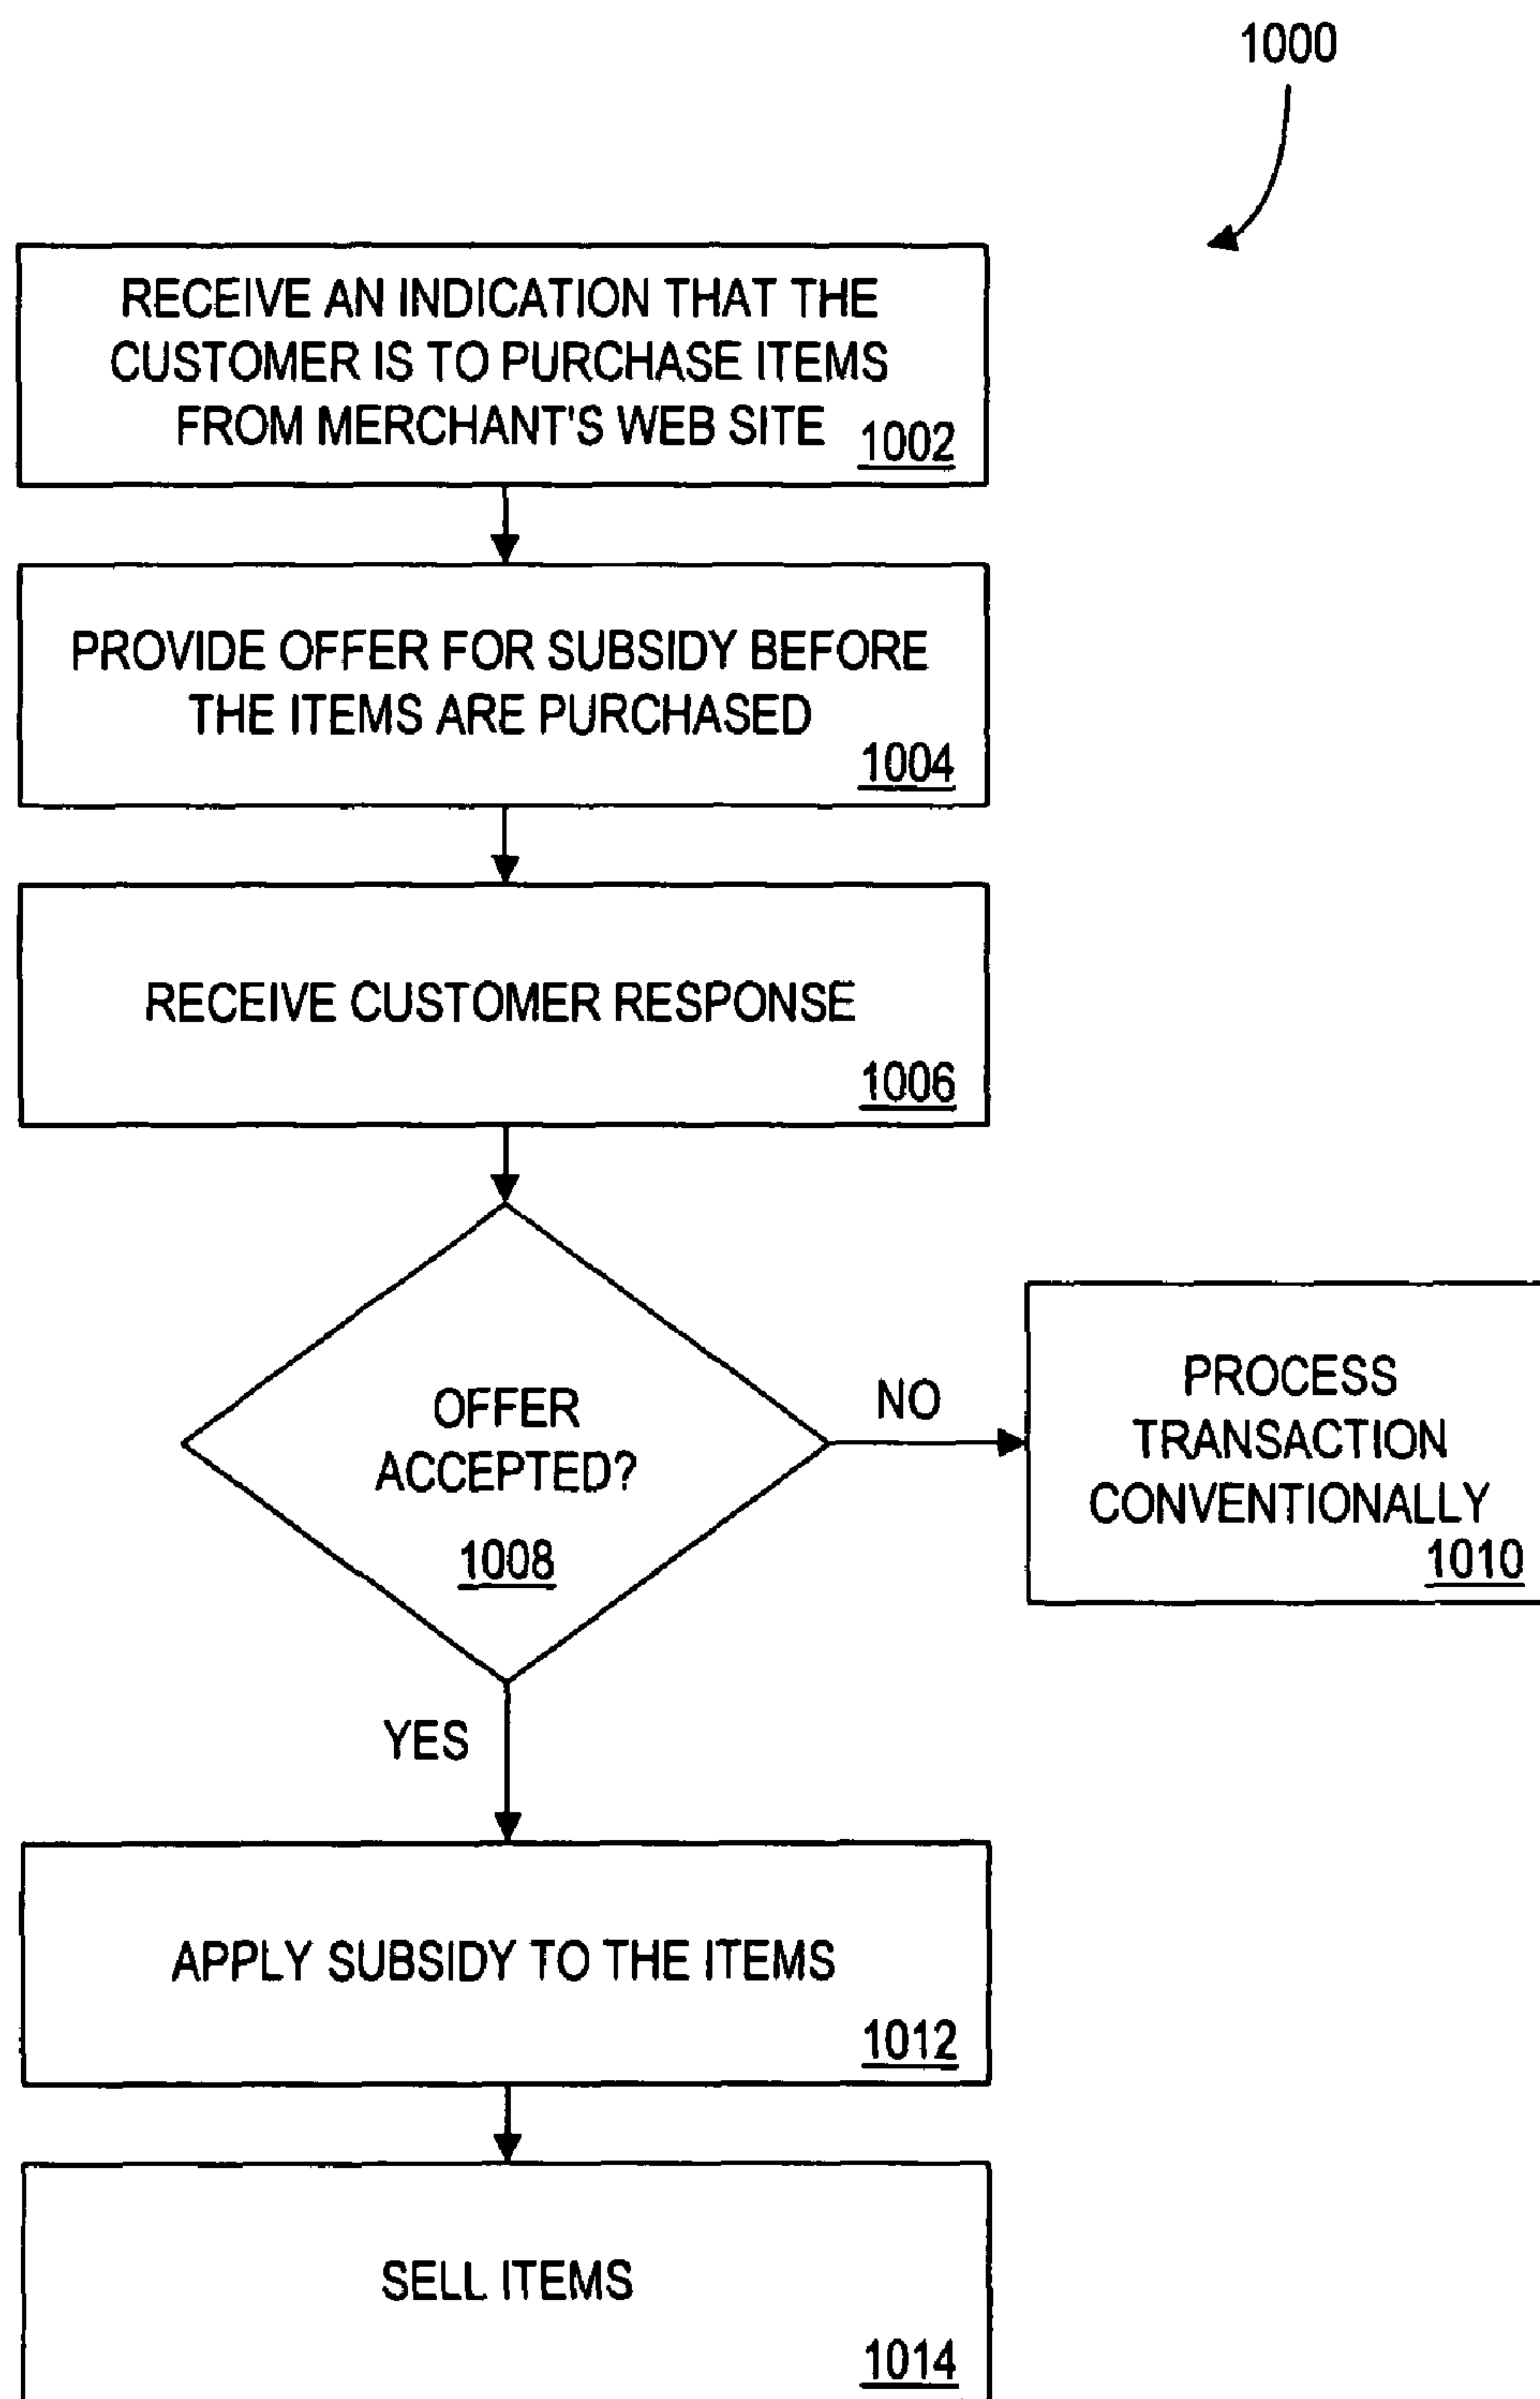 1000
RECEIVE AN INDICATION THAT THE
CUSTOMER IS TO PURCHASE ITEMS
FROM MERCHANT'S WEB SITE 1002
PROVIDE OFFER FOR SUBSIDY BEFORE
THE ITEMS ARE PURCHASED
1004
RECEIVE CUSTOMER RESPONSE
1006
OFFER
ACCEPTED?
1008
NO
PROCESS
TRANSACTION
CONVENTIONALLY
1010
YES
APPLY SUBSIDY TO THE ITEMS
1012
SELL ITEMS
1014